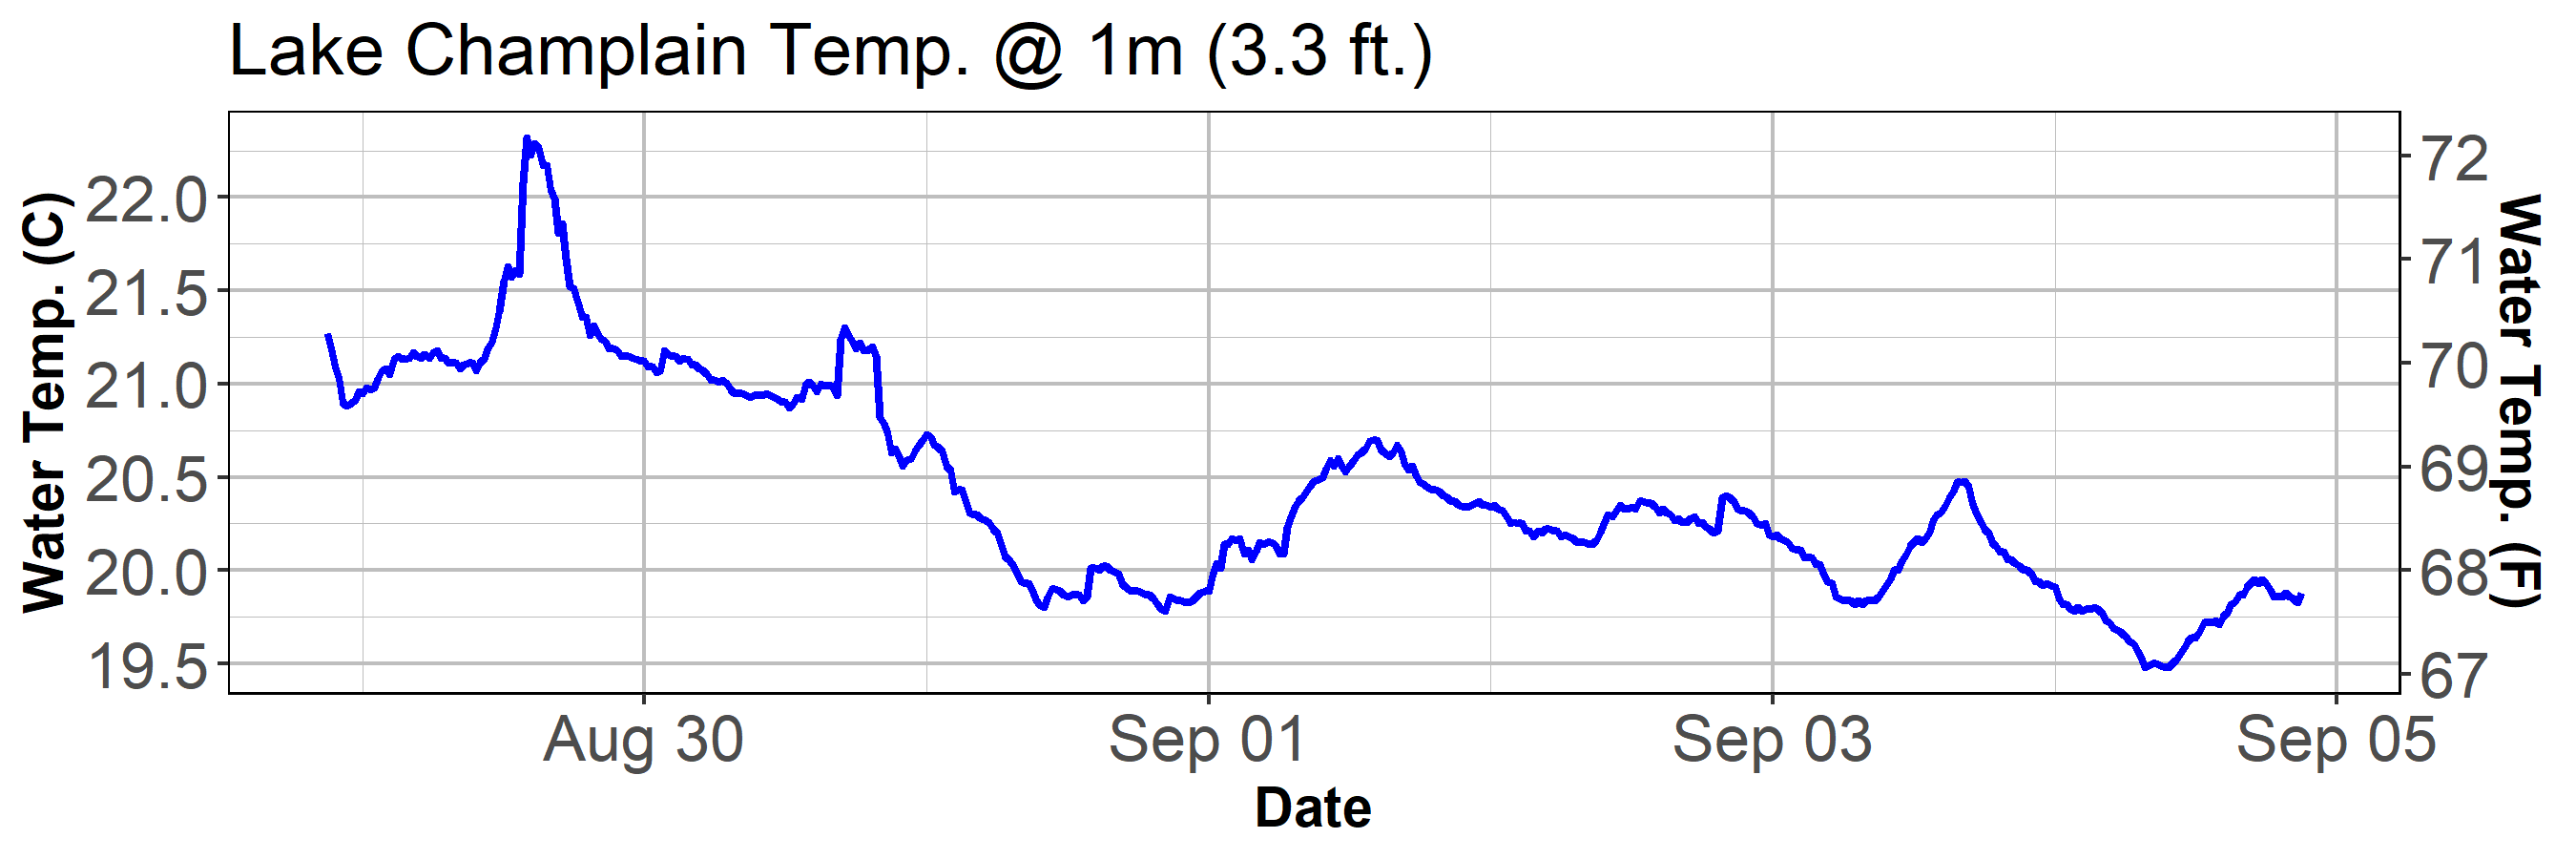 Lake Champlain Temp. @ 1m (3.3 ft.)
Water Temp. (C)
22.0
21.5
21.0
20.5
20.0
19.5
72
71
70
69
68
67
Water Temp. (F)
Aug 30
Sep 01
Sep 03
Sep 05
Date